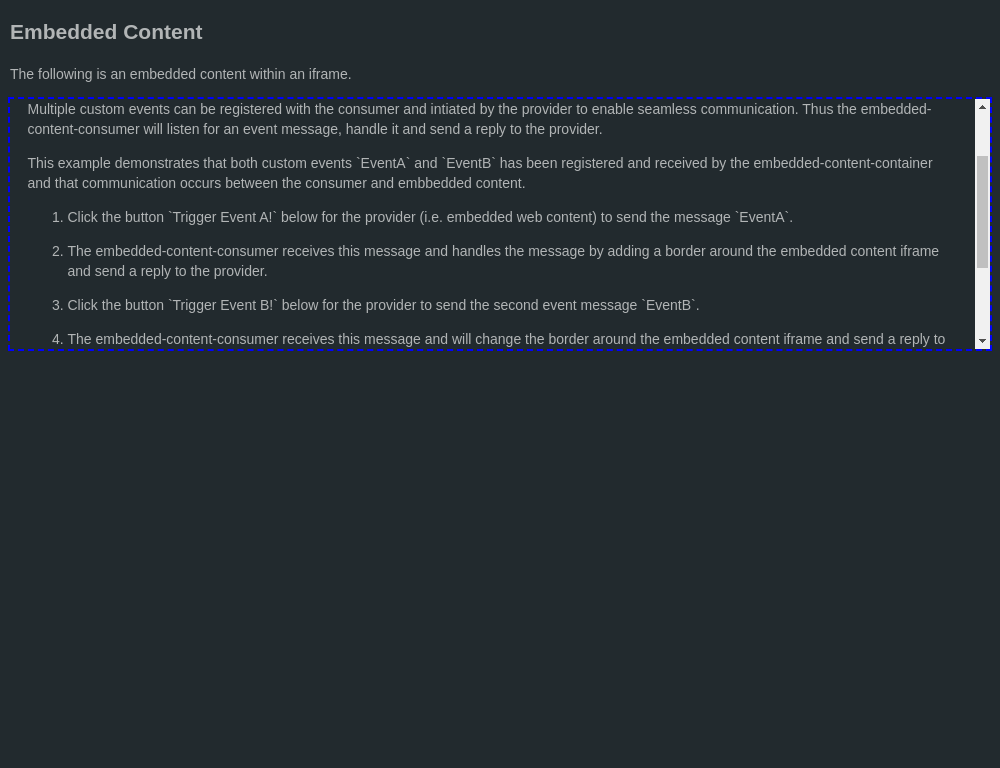 Embedded Content
The following is an embedded content within an iframe.
Multiple custom events can be registered with the consumer and intiated by the provider to enable seamless communication. Thus the embedded-
content-consumer will listen for an event message, handle it and send a reply to the provider.
This example demonstrates that both custom events `EventA` and `EventB` has been registered and received by the embedded-content-container
and that communication occurs between the consumer and embbedded content.
1. Click the button `Trigger Event A!` below for the provider (i.e. embedded web content) to send the message `EventA`.
2. The embedded-content-consumer receives this message and handles the message by adding a border around the embedded content iframe
and send a reply to the provider.
3. Click the button `Trigger Event B!` below for the provider to send the second event message `EventB`.
4. The embedded-content-consumer receives this message and will change the border around the embedded content iframe and send a reply to